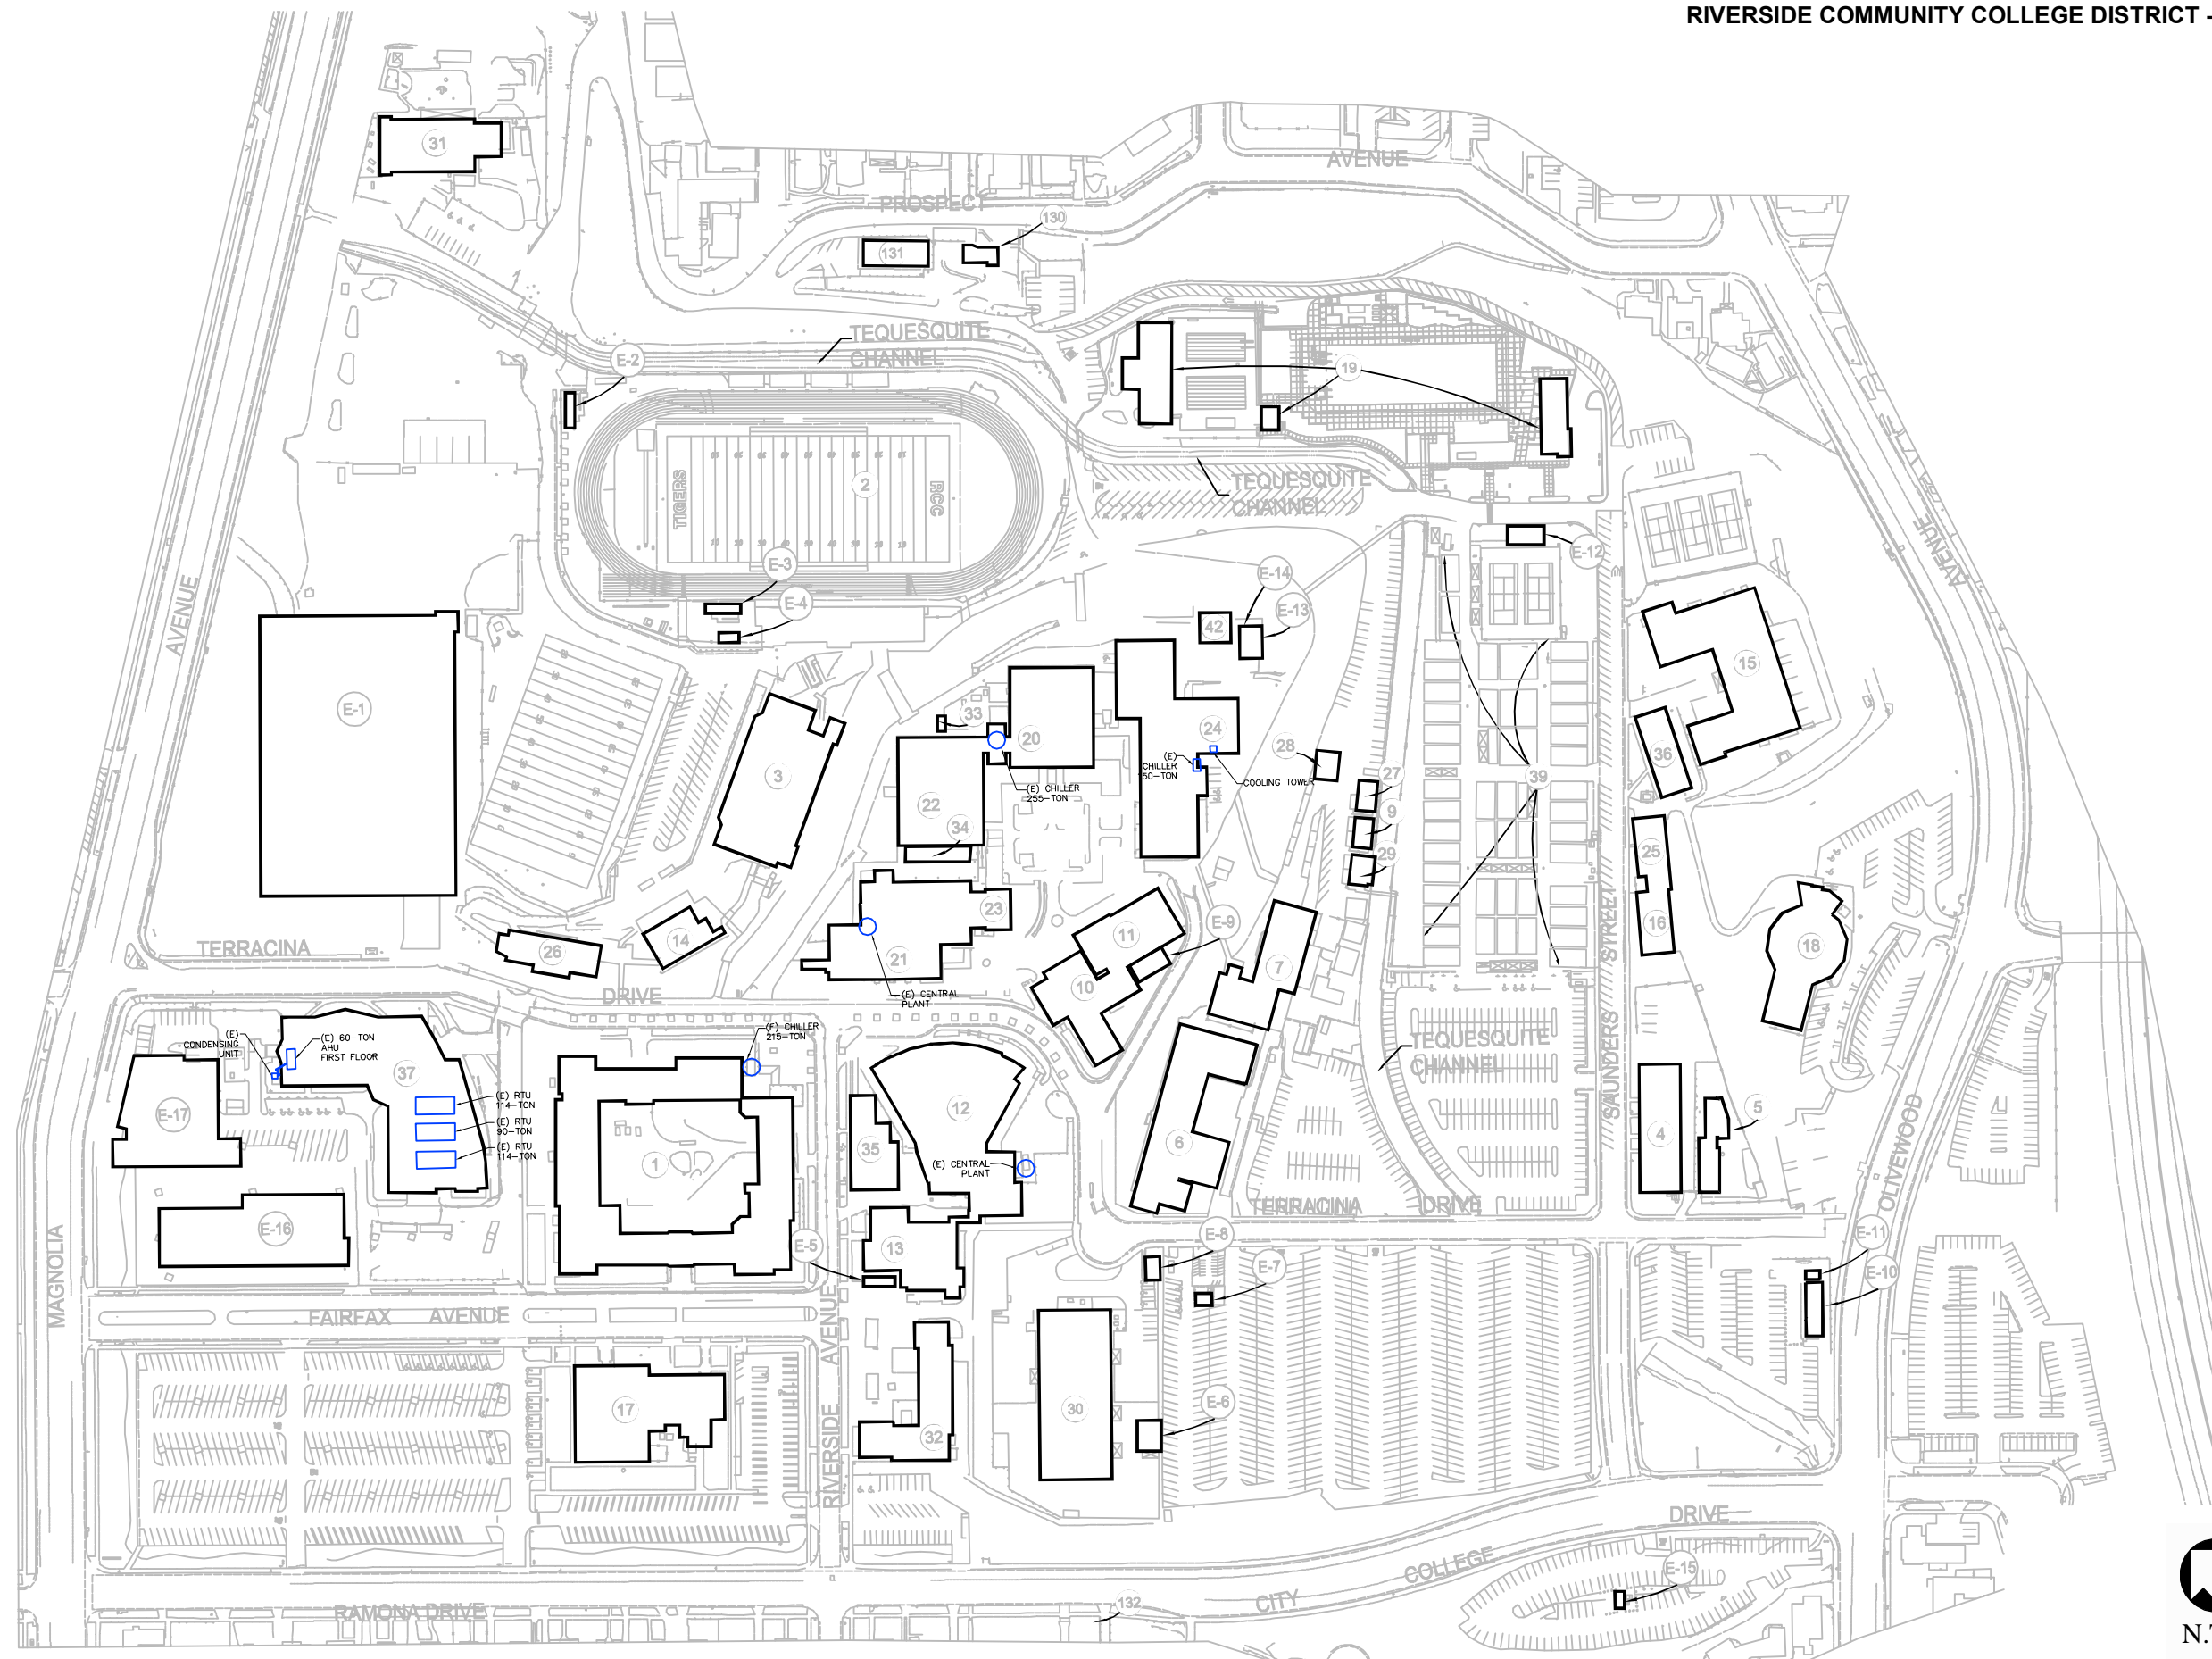 RIVERSIDE COMMUNITY COLLEGE DISTRICT -
31
AVENUE
PROSPECT
130
131
TEQUESQUITE
CHANNEL
E-2
19
2
TIGERS
RCC
TEQUESQUITE
CHANNEL
E-12
AVENUE
E-3
E-4
E-14
E-13
42
AVENUE
15
E-1
33
20
24
28
36
(E)
CHILLER
COOLING TOWER
3
27
39
(E) CHILLER
255-TON
22
34
9
29
25
23
E-9
16
11
18
14
26
TERRACINA
21
7
10
DRIVE
(E) CENTRAL
PLANT
(E)
CONDENSING
UNIT
(E) 60-TON
AHU
FIRST FLOOR
(E) CHILLER
215-TON
TEQUESQUITE
CHANNEL
SAUNDERS STREET
37
E-17
(E) RTU
114-TON
(E) RTU
90-TON
(E) RTU
114-TON
12
5
4
OLIVEWOOD
6
35
1
(E) CENTRAL
PLANT
TERRACINA
DRIVE
E-16
E-5
13
E-8
E-7
E-11
E-10
MAGNOLIA
FAIRFAX AVENUE
RIVERSIDE AVENUE
17
30
E-6
32
DRIVE
COLLEGE
E-15
CITY
RAMONA DRIVE
132